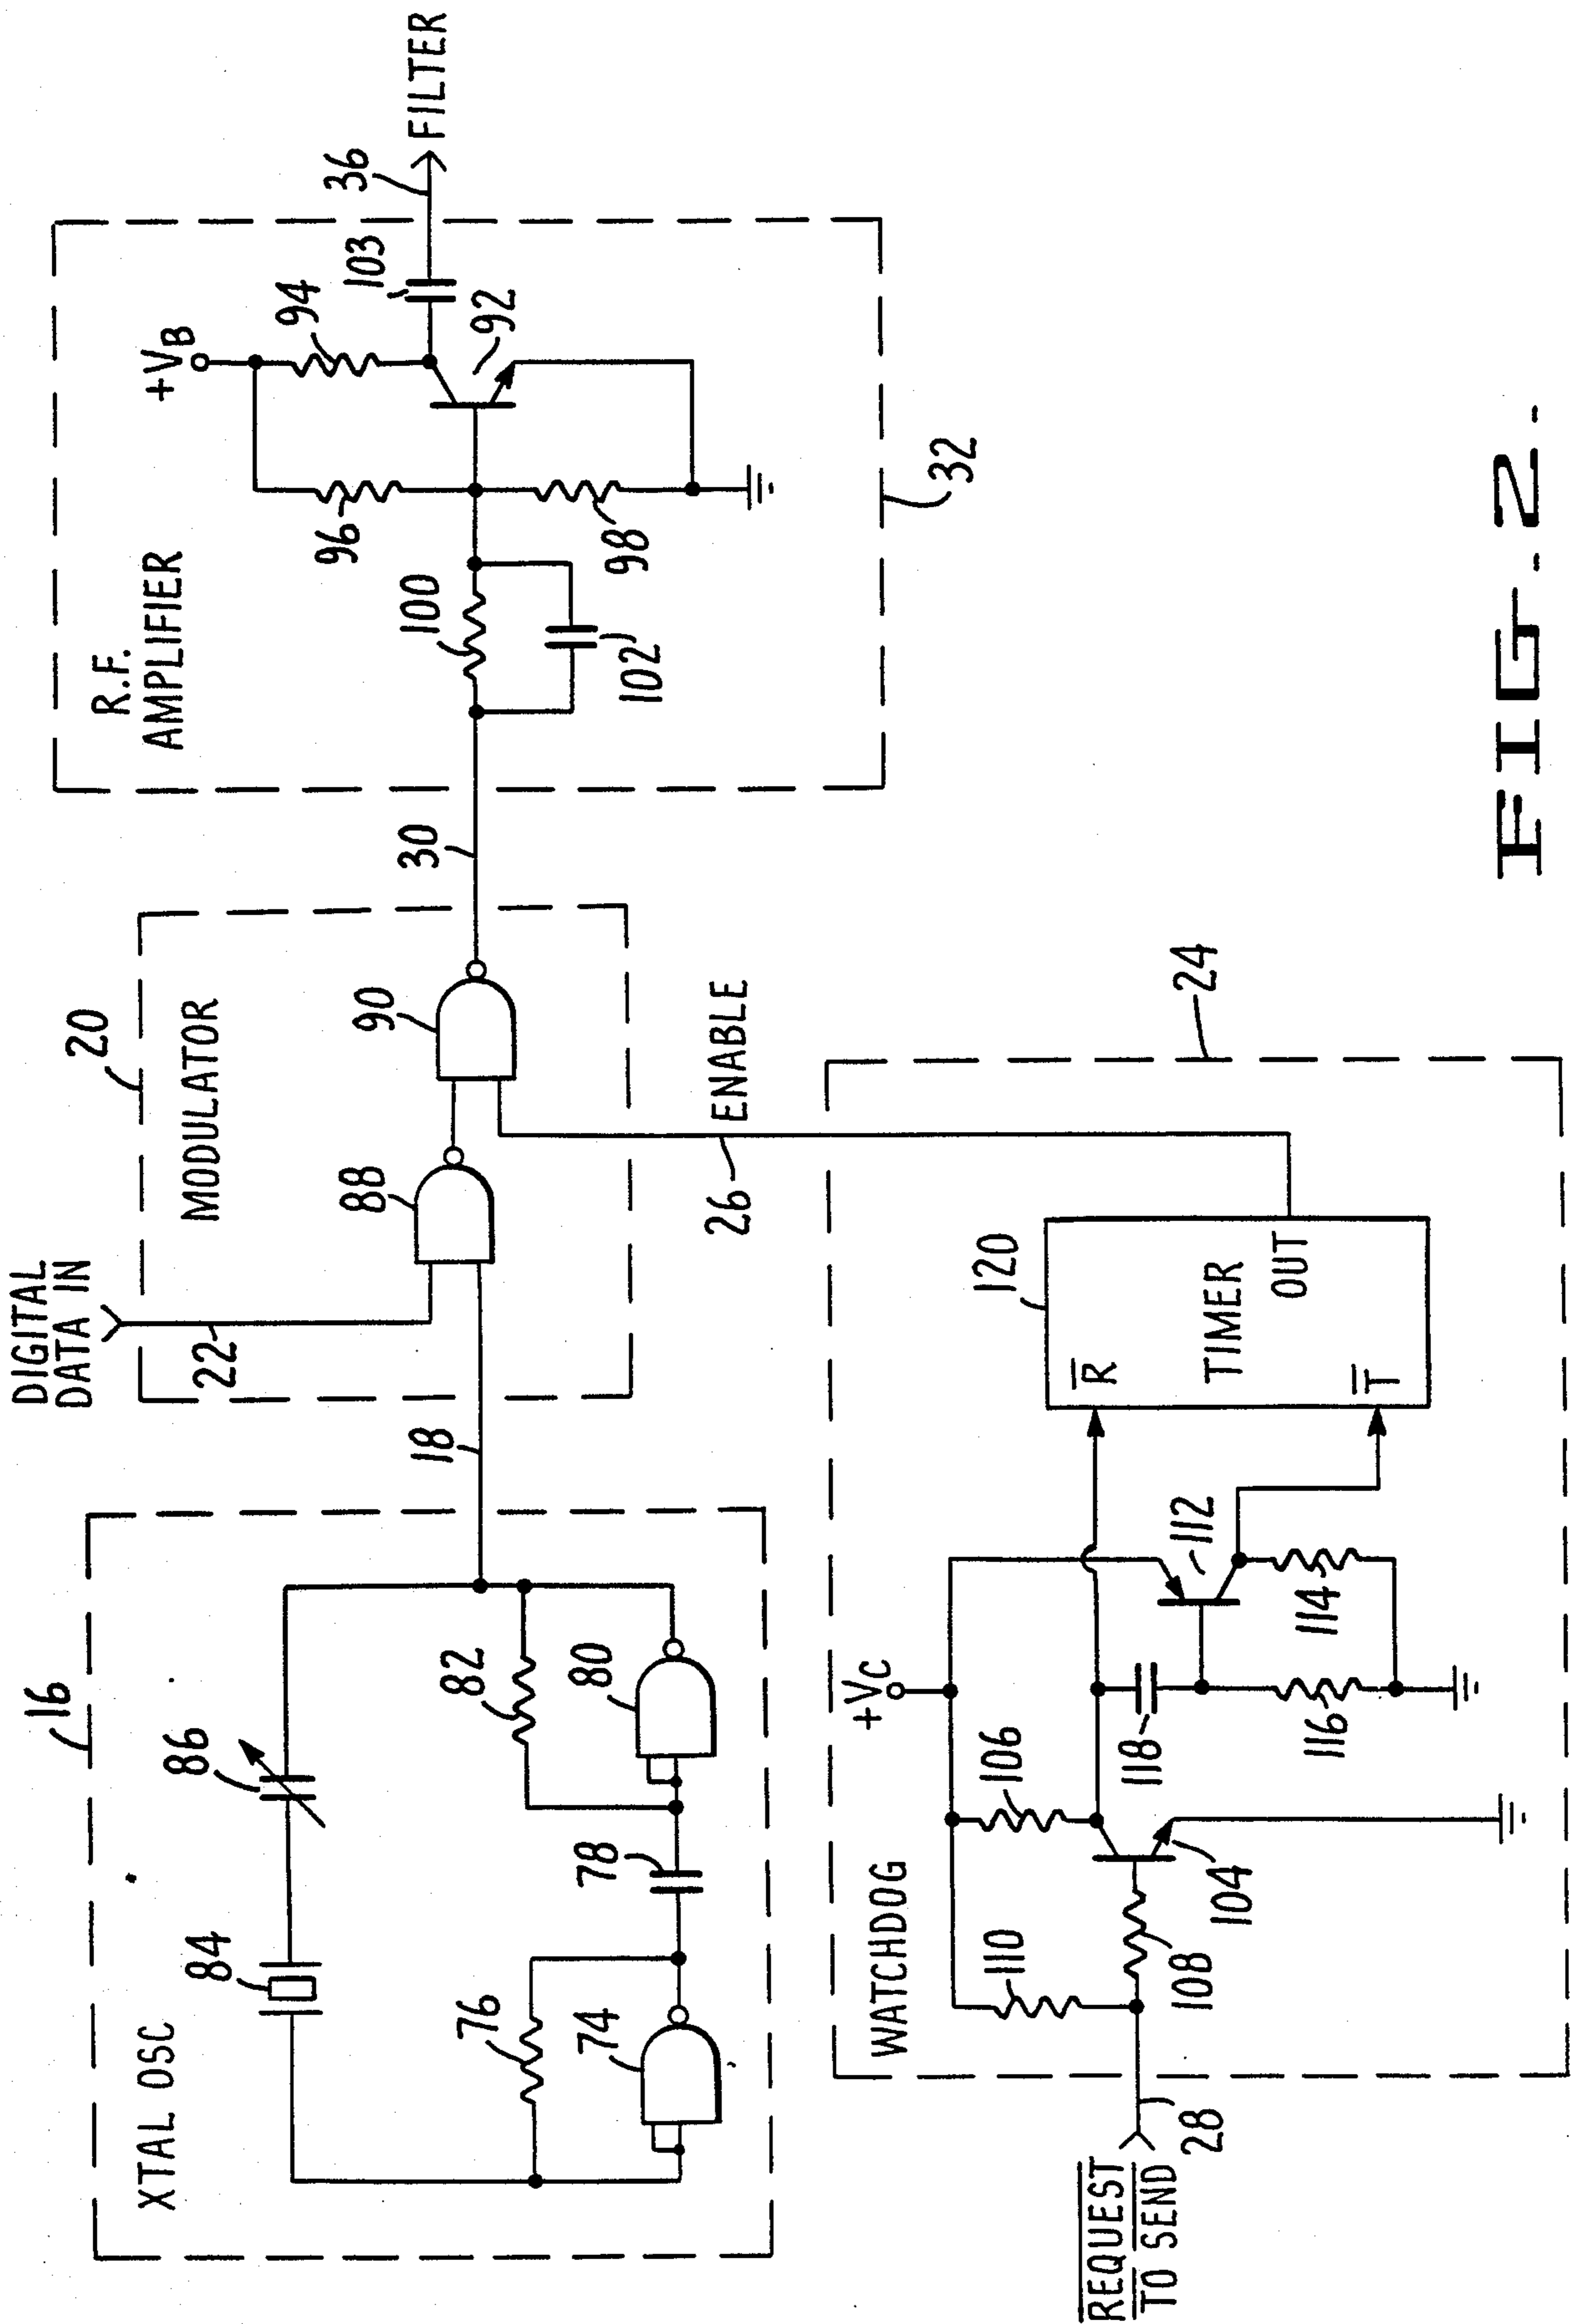 16
XTAL OSC
84
86
76
82
74
78
80
18
DIGITAL
DATA IN
22
20
MODULATOR
88
90
30
R.F.
AMPLIFIER
+VB
94
103
36
FILTER
96
92
100
98
102
32
26
ENABLE
24
WATCHDOG
+VC
110
106
108
104
118
116
112
114
120
R̅
TIMER
OUT
T̅
REQUEST
TO SEND
28
FIG. 2.